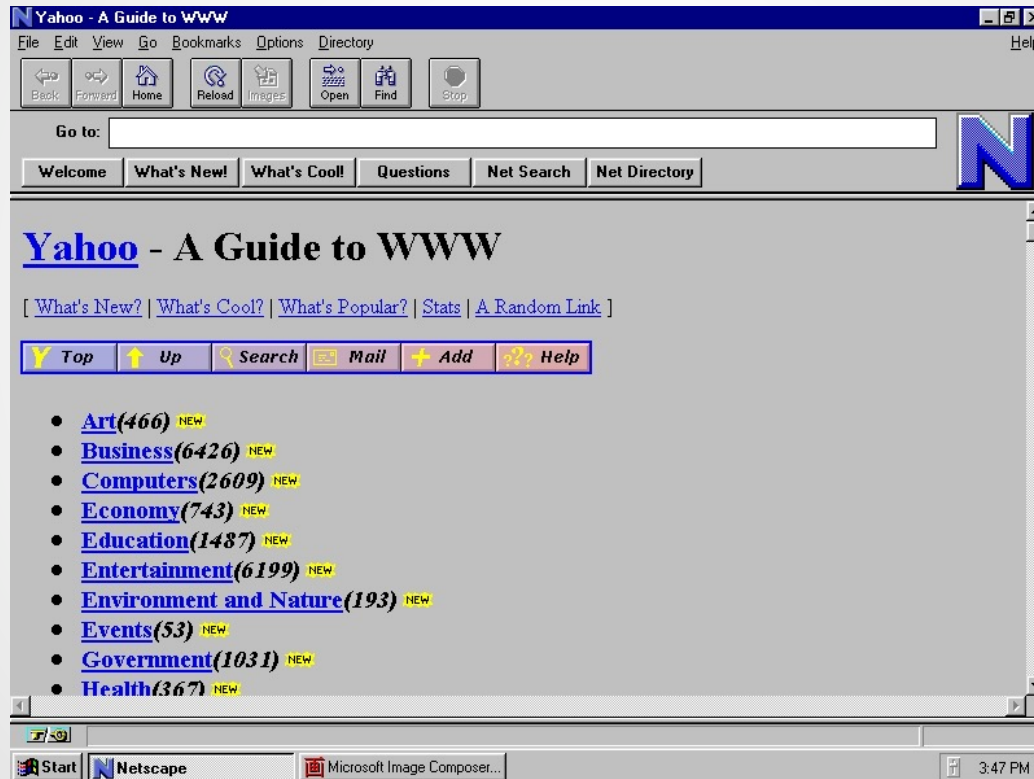 N Yahoo - A Guide to WWW
File Edit View Go Bookmarks Options Directory Help
Back Forward Home Reload Images Open Find Stop
Go to:
N
Welcome What's New! What's Cool! Questions Net Search Net Directory
Yahoo - A Guide to WWW
[ What's New? | What's Cool? | What's Popular? | Stats | A Random Link ]
Y Top Up Search Mail + Add ??? Help
• Art(466) NEW
• Business(6426) NEW
• Computers(2609) NEW
• Economy(743) NEW
• Education(1487) NEW
• Entertainment(6199) NEW
• Environment and Nature(193) NEW
• Events(53) NEW
• Government(1031) NEW
• Health(367) NEW
Start N Netscape Microsoft Image Composer... 3:47 PM